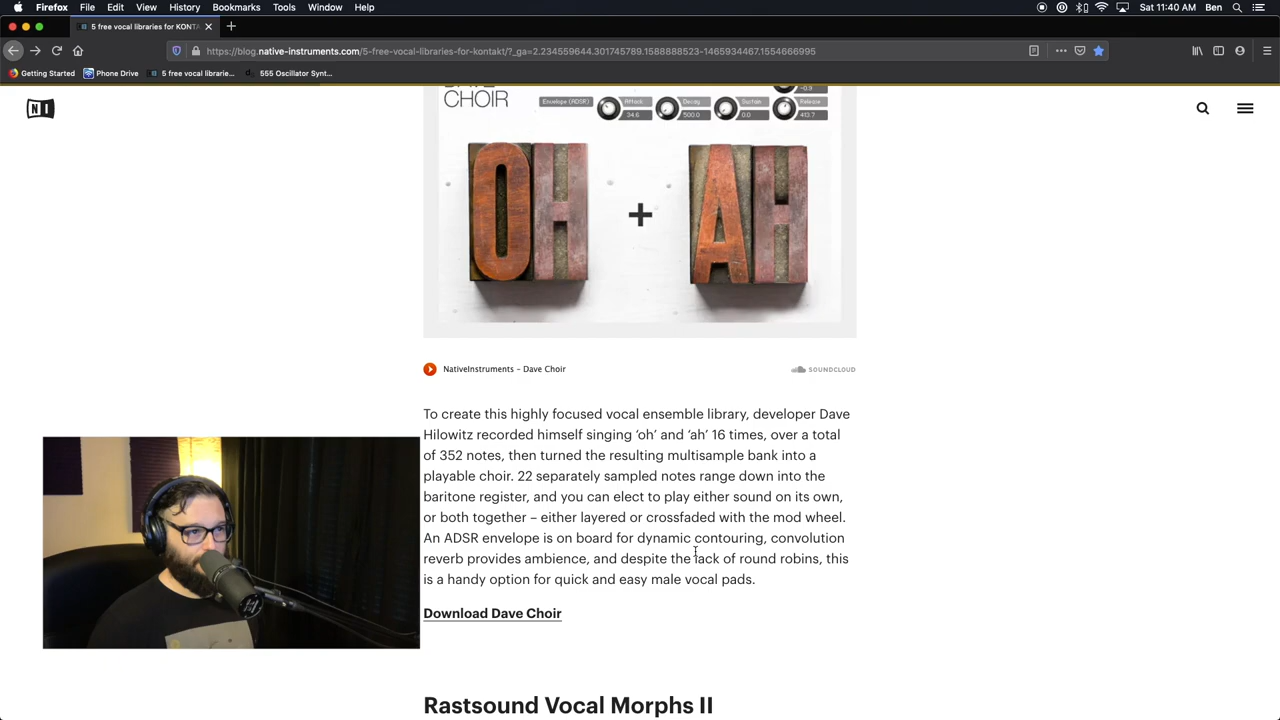 Firefox File Edit View History Bookmarks Tools Window Help
Sat 11:40 AM Ben
5 free vocal libraries for KONTA
https://blog.native-instruments.com/5-free-vocal-libraries-for-kontakt/?_ga=2.234559644.301745789.1588888523-1465934467.1554666995
Getting Started Phone Drive 5 free vocal librarie... 555 Oscillator Synt...
NI
CHOIR
Envelope (ADSR) Attack Decay Sustain Release
-0.9
34.6 500.0 0.0 413.7
OH + AH
NativeInstruments – Dave Choir
SOUNDCLOUD
To create this highly focused vocal ensemble library, developer Dave
Hilowitz recorded himself singing ‘oh’ and ‘ah’ 16 times, over a total
of 352 notes, then turned the resulting multisample bank into a
playable choir. 22 separately sampled notes range down into the
baritone register, and you can elect to play either sound on its own,
or both together – either layered or crossfaded with the mod wheel.
An ADSR envelope is on board for dynamic contouring, convolution
reverb provides ambience, and despite the lack of round robins, this
is a handy option for quick and easy male vocal pads.
Download Dave Choir
Rastsound Vocal Morphs II